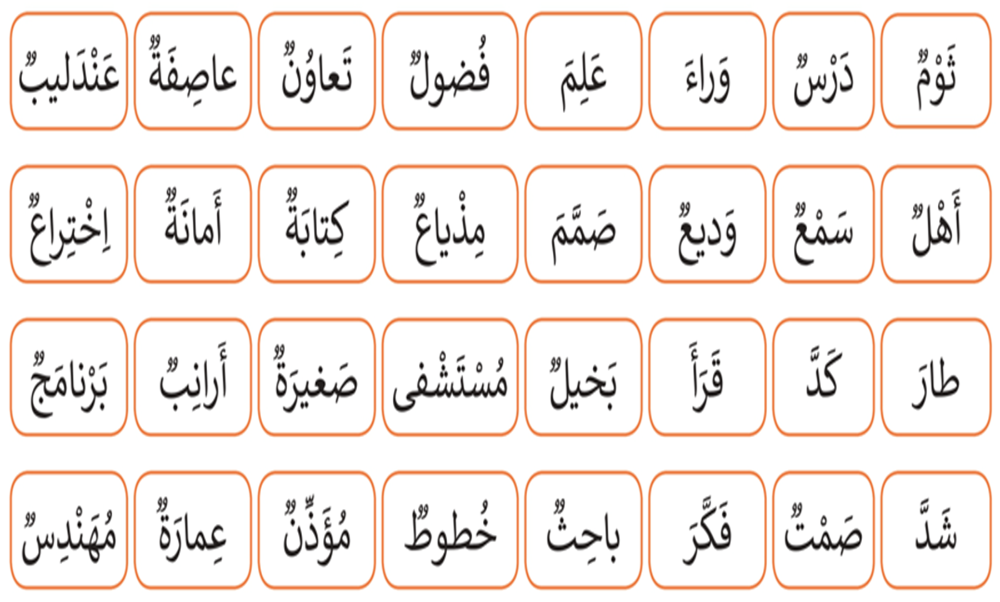 ثَوْمٌ دَرْسٌ وَراءَ عَلِمَ فُضولٌ تَعاوُنٌ عاصِفَةٌ عَنْدَليبٌ
أَهْلٌ سَمْعٌ وَديعٌ صَمَّمَ مِذْياعٌ كِتابَةٌ أَمانَةٌ اِخْتِراعٌ
طارَ كَدَّ قَرَأَ بَخيلٌ مُسْتَشْفى صَغيرَةٌ أَرانِبٌ بَرْنامَجٌ
شَدَّ صَمْتٌ فَكَّرَ باحِثٌ خُطوطٌ مُؤَذِّنٌ عِمارَةٌ مُهَنْدِسٌ